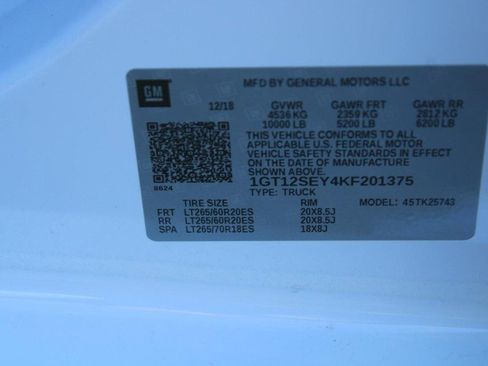 GM
MFD BY GENERAL MOTORS LLC
12/18 GVWR GAWR FRT GAWR RR
4536 KG 2359 KG 2812 KG
10000 LB 5200 LB 6200 LB
THIS VEHICLE CONFORMS TO ALL
APPLICABLE U.S. FEDERAL MOTOR
VEHICLE SAFETY STANDARDS IN
EFFECT ON THE DATE OF
MANUFACTURE SHOWN ABOVE.
1GT12SEY4KF201375
8624 TYPE: TRUCK
TIRE SIZE RIM MODEL: 45TK25743
FRT LT265/60R20ES 20X8.5J
RR LT265/60R20ES 20X8.5J
SPA LT265/70R18ES 18X8J